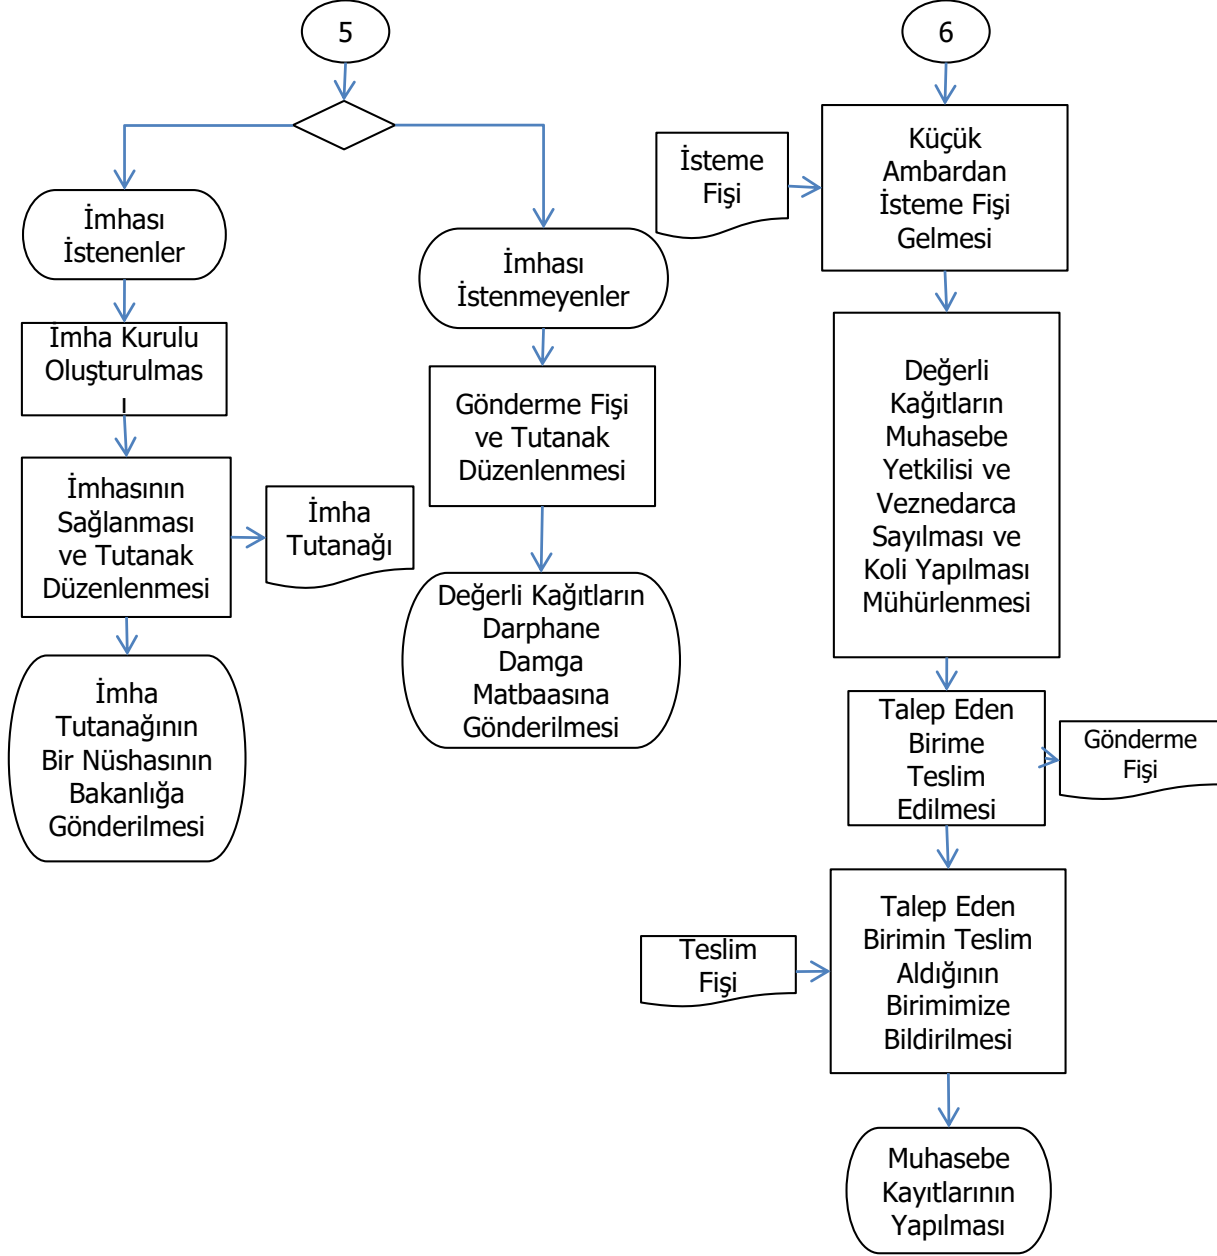 5
İmhası
İstenenler
İmha Kurulu
Oluşturulmas
ı
İmhasının
Sağlanması
ve Tutanak
Düzenlenmesi
İmha
Tutanağı
İmha
Tutanağının
Bir Nüshasının
Bakanlığa
Gönderilmesi
İmhası
İstenmeyenler
Gönderme Fişi
ve Tutanak
Düzenlenmesi
Değerli Kağıtların
Darphane
Damga
Matbaasına
Gönderilmesi
6
İsteme
Fişi
Küçük
Ambardan
İsteme Fişi
Gelmesi
Değerli
Kağıtların
Muhasebe
Yetkilisi ve
Veznedarca
Sayılması ve
Koli Yapılması
Mühürlenmesi
Talep Eden
Birime
Teslim
Edilmesi
Gönderme
Fişi
Teslim
Fişi
Talep Eden
Birimin Teslim
Aldığının
Birimimize
Bildirilmesi
Muhasebe
Kayıtlarının
Yapılması